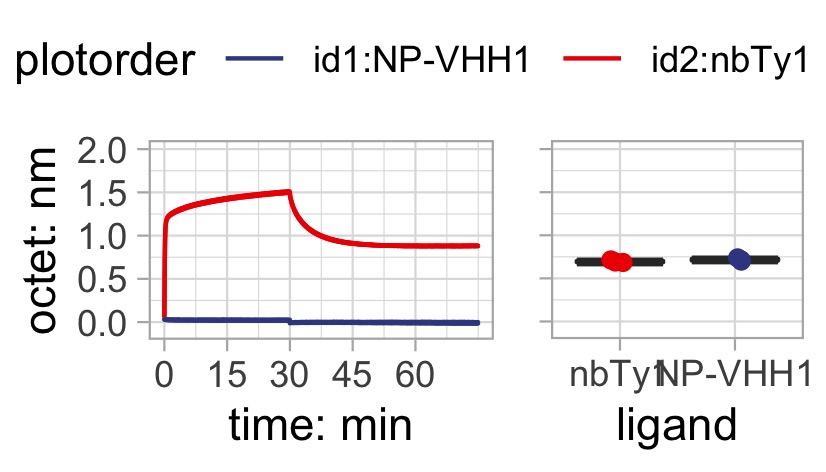 plotorder id1:NP-VHH1 id2:nbTy1
octet: nm
2.0
1.5
1.0
0.5
0.0
0 15 30 45 60
time: min
nbTy1 NP-VHH1
ligand